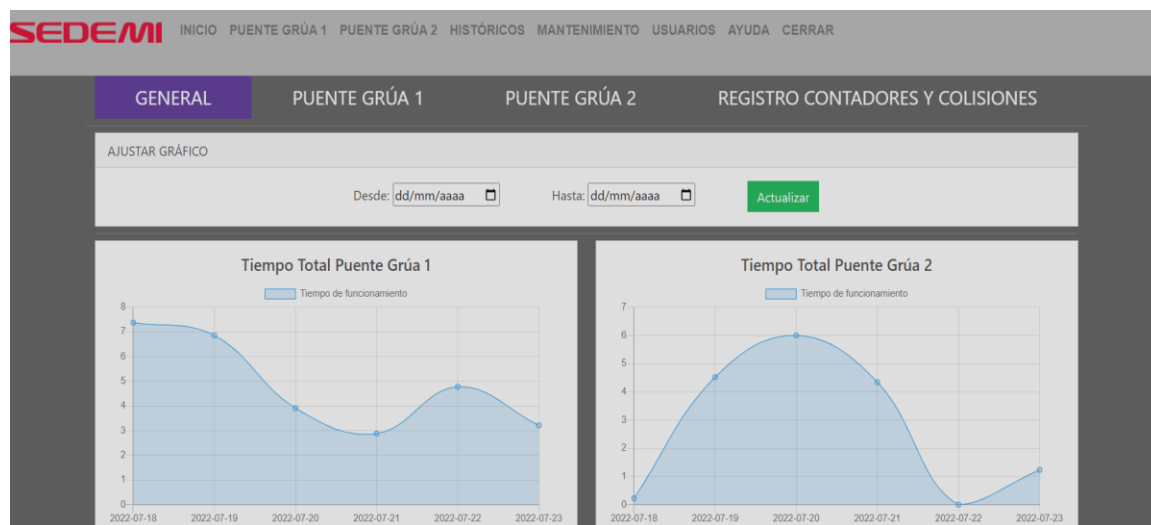 SEDEMI INICIO PUENTE GRÚA 1 PUENTE GRÚA 2 HISTÓRICOS MANTENIMIENTO USUARIOS AYUDA CERRAR
GENERAL PUENTE GRÚA 1 PUENTE GRÚA 2 REGISTRO CONTADORES Y COLISIONES
AJUSTAR GRÁFICO
Desde: dd/mm/aaaa Hasta: dd/mm/aaaa Actualizar
Tiempo Total Puente Grúa 1
Tiempo de funcionamiento
8
7
6
5
4
3
2
1
0
2022-07-18 2022-07-19 2022-07-20 2022-07-21 2022-07-22 2022-07-23
Tiempo Total Puente Grúa 2
Tiempo de funcionamiento
7
6
5
4
3
2
1
0
2022-07-18 2022-07-19 2022-07-20 2022-07-21 2022-07-22 2022-07-23